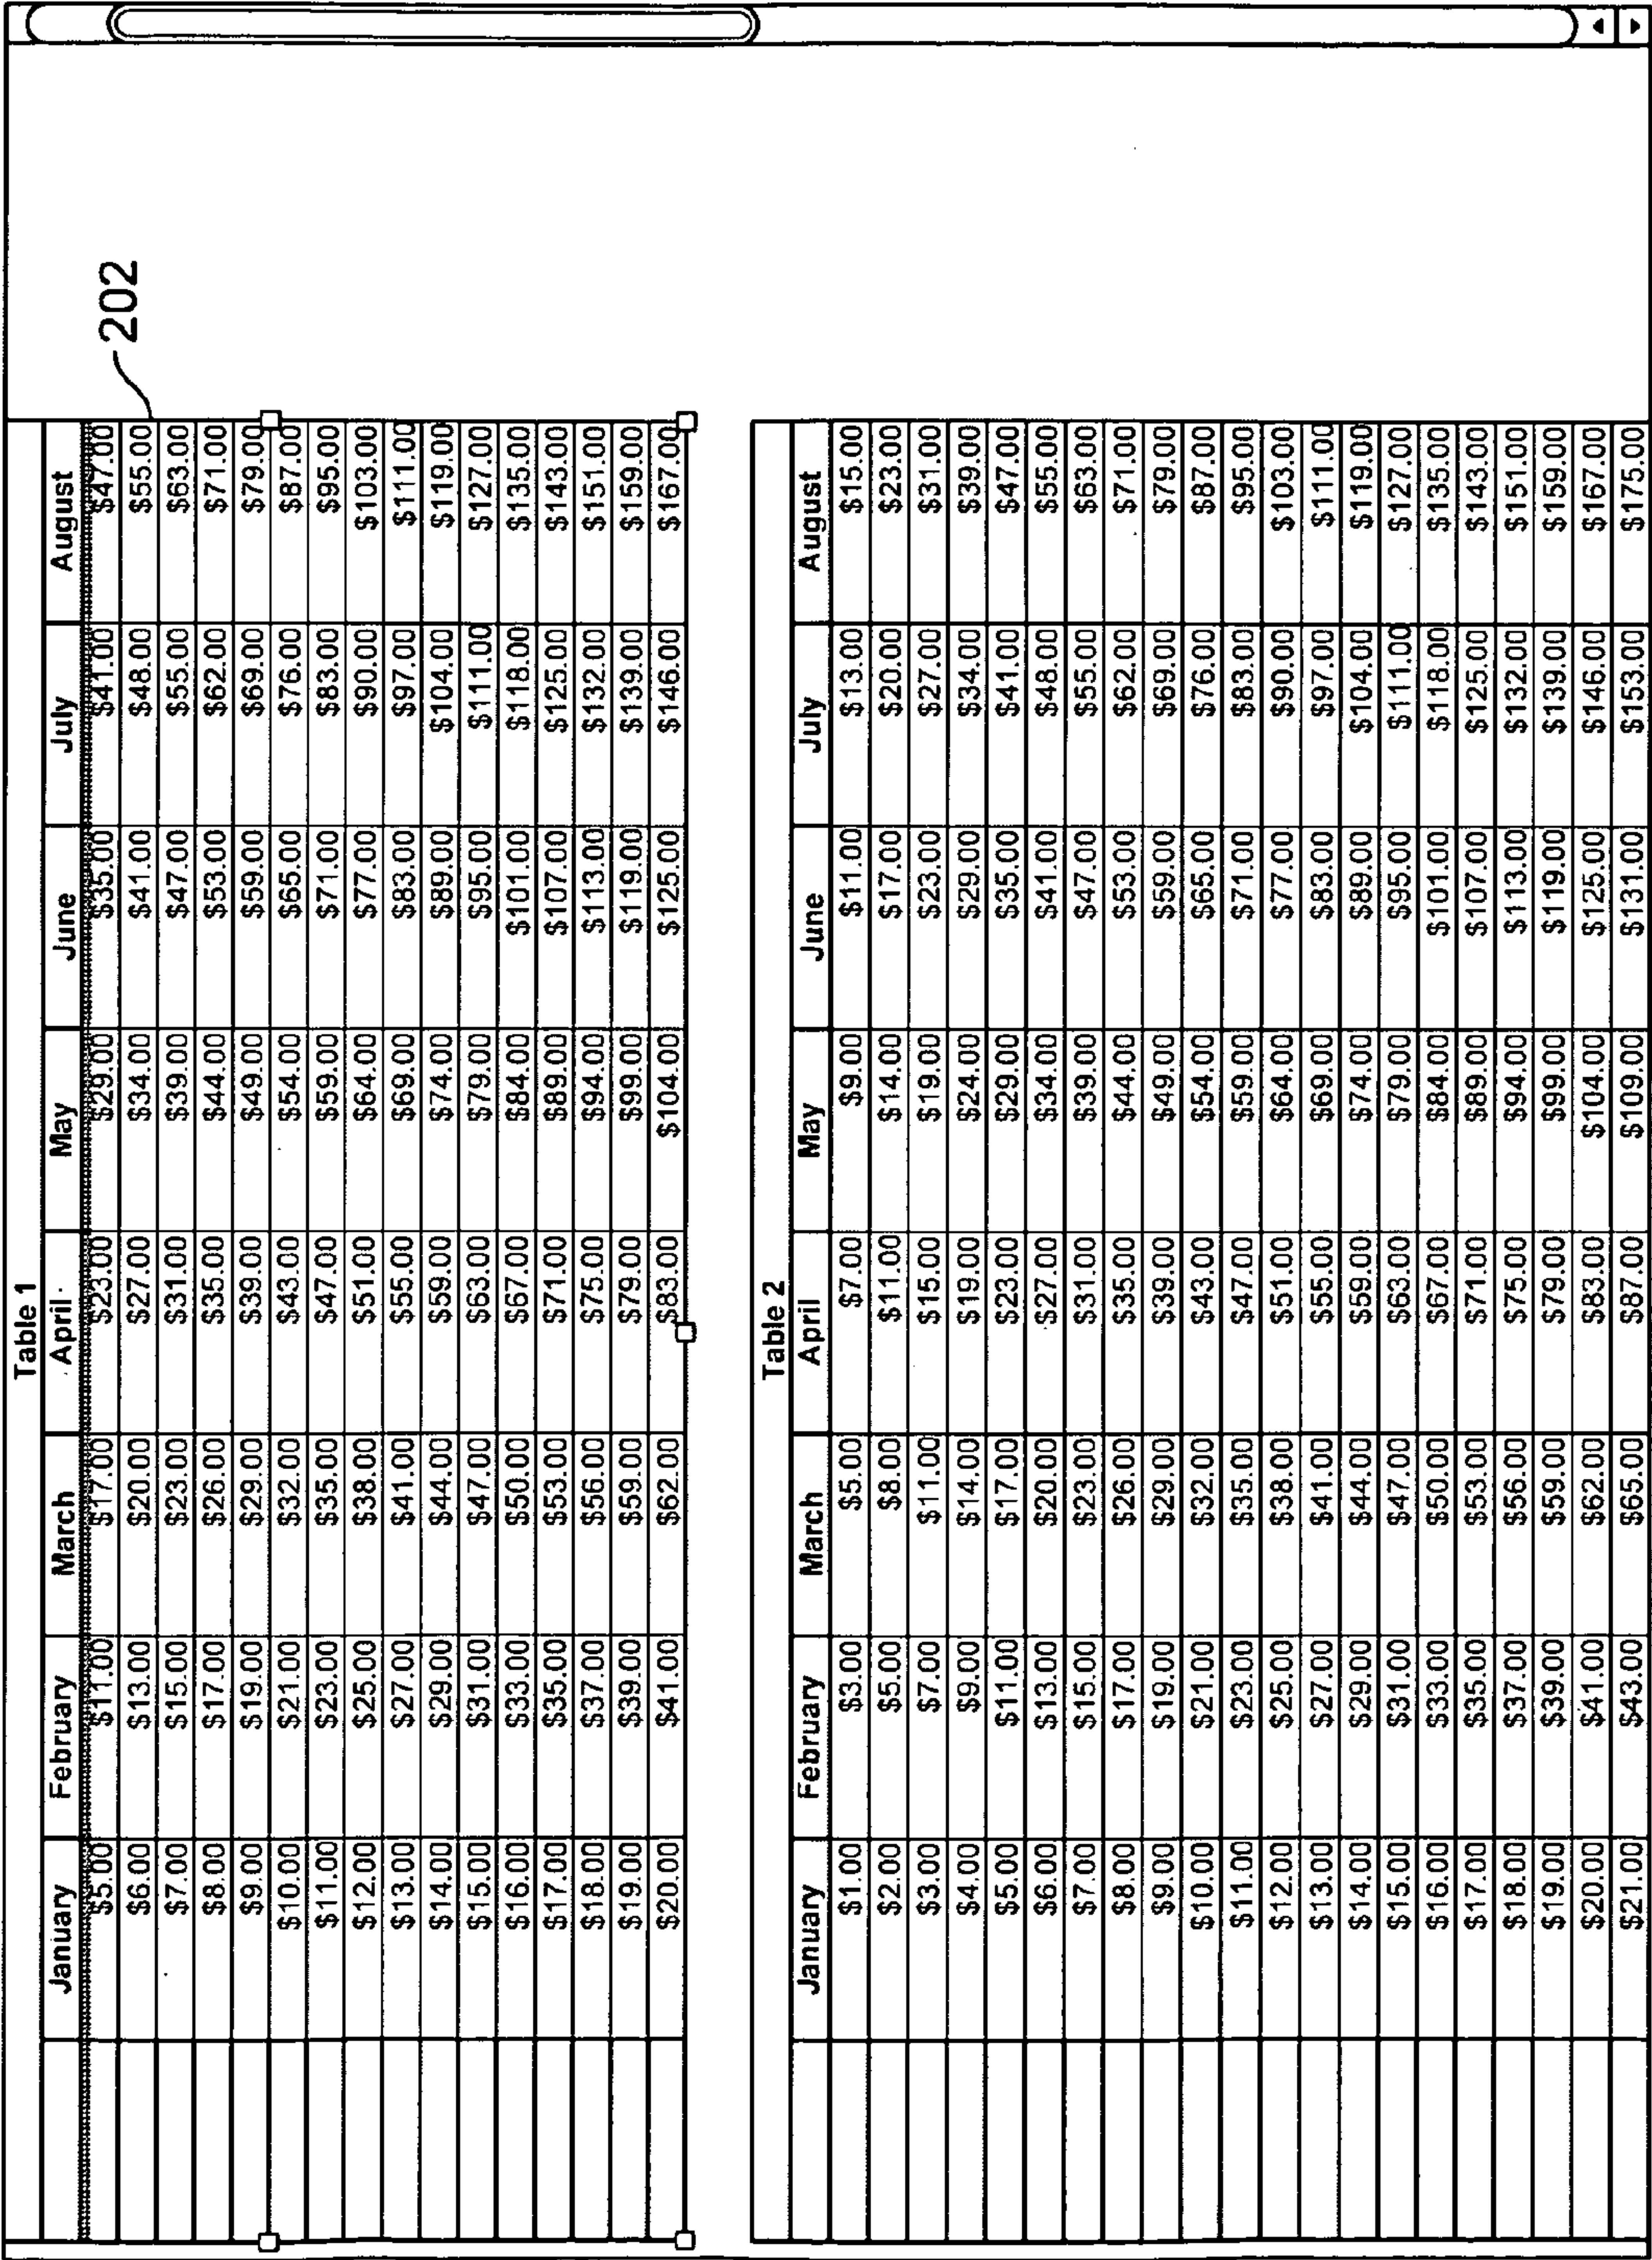 Table 1
January February March April May June July August
$5.00 $11.00 $17.00 $23.00 $29.00 $35.00 $41.00 $47.00
$6.00 $13.00 $20.00 $27.00 $34.00 $41.00 $48.00 $55.00
$7.00 $15.00 $23.00 $31.00 $39.00 $47.00 $55.00 $63.00
$8.00 $17.00 $26.00 $35.00 $44.00 $53.00 $62.00 $71.00
$9.00 $19.00 $29.00 $39.00 $49.00 $59.00 $69.00 $79.00
$10.00 $21.00 $32.00 $43.00 $54.00 $65.00 $76.00 $87.00
$11.00 $23.00 $35.00 $47.00 $59.00 $71.00 $83.00 $95.00
$12.00 $25.00 $38.00 $51.00 $64.00 $77.00 $90.00 $103.00
$13.00 $27.00 $41.00 $55.00 $69.00 $83.00 $97.00 $111.00
$14.00 $29.00 $44.00 $59.00 $74.00 $89.00 $104.00 $119.00
$15.00 $31.00 $47.00 $63.00 $79.00 $95.00 $111.00 $127.00
$16.00 $33.00 $50.00 $67.00 $84.00 $101.00 $118.00 $135.00
$17.00 $35.00 $53.00 $71.00 $89.00 $107.00 $125.00 $143.00
$18.00 $37.00 $56.00 $75.00 $94.00 $113.00 $132.00 $151.00
$19.00 $39.00 $59.00 $79.00 $99.00 $119.00 $139.00 $159.00
$20.00 $41.00 $62.00 $83.00 $104.00 $125.00 $146.00 $167.00
202
Table 2
January February March April May June July August
$1.00 $3.00 $5.00 $7.00 $9.00 $11.00 $13.00 $15.00
$2.00 $5.00 $8.00 $11.00 $14.00 $17.00 $20.00 $23.00
$3.00 $7.00 $11.00 $15.00 $19.00 $23.00 $27.00 $31.00
$4.00 $9.00 $14.00 $19.00 $24.00 $29.00 $34.00 $39.00
$5.00 $11.00 $17.00 $23.00 $29.00 $35.00 $41.00 $47.00
$6.00 $13.00 $20.00 $27.00 $34.00 $41.00 $48.00 $55.00
$7.00 $15.00 $23.00 $31.00 $39.00 $47.00 $55.00 $63.00
$8.00 $17.00 $26.00 $35.00 $44.00 $53.00 $62.00 $71.00
$9.00 $19.00 $29.00 $39.00 $49.00 $59.00 $69.00 $79.00
$10.00 $21.00 $32.00 $43.00 $54.00 $65.00 $76.00 $87.00
$11.00 $23.00 $35.00 $47.00 $59.00 $71.00 $83.00 $95.00
$12.00 $25.00 $38.00 $51.00 $64.00 $77.00 $90.00 $103.00
$13.00 $27.00 $41.00 $55.00 $69.00 $83.00 $97.00 $111.00
$14.00 $29.00 $44.00 $59.00 $74.00 $89.00 $104.00 $119.00
$15.00 $31.00 $47.00 $63.00 $79.00 $95.00 $111.00 $127.00
$16.00 $33.00 $50.00 $67.00 $84.00 $101.00 $118.00 $135.00
$17.00 $35.00 $53.00 $71.00 $89.00 $107.00 $125.00 $143.00
$18.00 $37.00 $56.00 $75.00 $94.00 $113.00 $132.00 $151.00
$19.00 $39.00 $59.00 $79.00 $99.00 $119.00 $139.00 $159.00
$20.00 $41.00 $62.00 $83.00 $104.00 $125.00 $146.00 $167.00
$21.00 $43.00 $65.00 $87.00 $109.00 $131.00 $153.00 $175.00